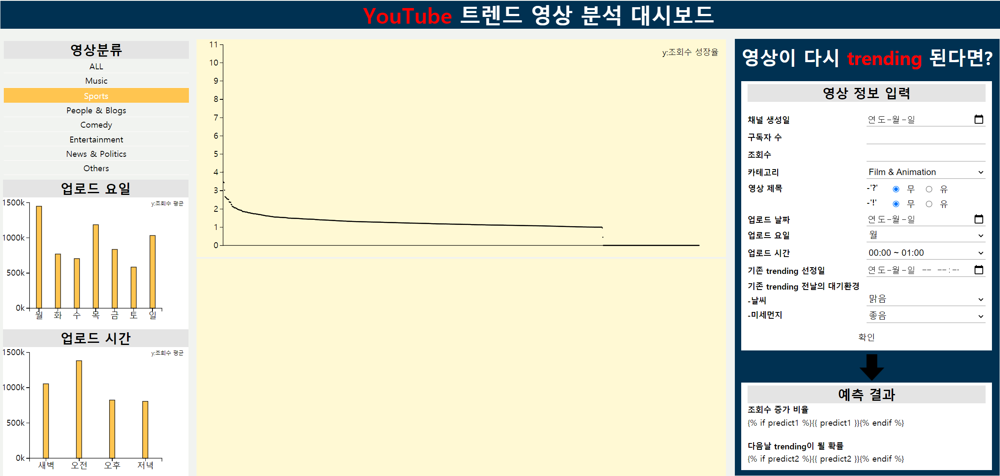 YouTube 트렌드 영상 분석 대시보드
영상분류
ALL
Music
Sports
People & Blogs
Comedy
Entertainment
News & Politics
Others
업로드 요일
y:조회수 평균
1500k
1000k
500k
0k
월 화 수 목 금 토 일
업로드 시간
y:조회수 평균
1500k
1000k
500k
0k
새벽 오전 오후 저녁
y:조회수 성장율
11
10
9
8
7
6
5
4
3
2
1
0
영상이 다시 trending 된다면?
영상 정보 입력
채널 생성일 연도-월-일
구독자 수
조회수
카테고리 Film & Animation
영상 제목 -'?' 무 유
-'!' 무 유
업로드 날짜 연도-월-일
업로드 요일 월
업로드 시간 00:00 ~ 01:00
기존 trending 선정일 연도-월-일 -- --:--
기존 trending 전날의 대기환경
-날씨 맑음
-미세먼지 좋음
확인
예측 결과
조회수 증가 비율
{% if predict1 %}{{ predict1 }}{% endif %}
다음날 trending이 될 확률
{% if predict2 %}{{ predict2 }}{% endif %}